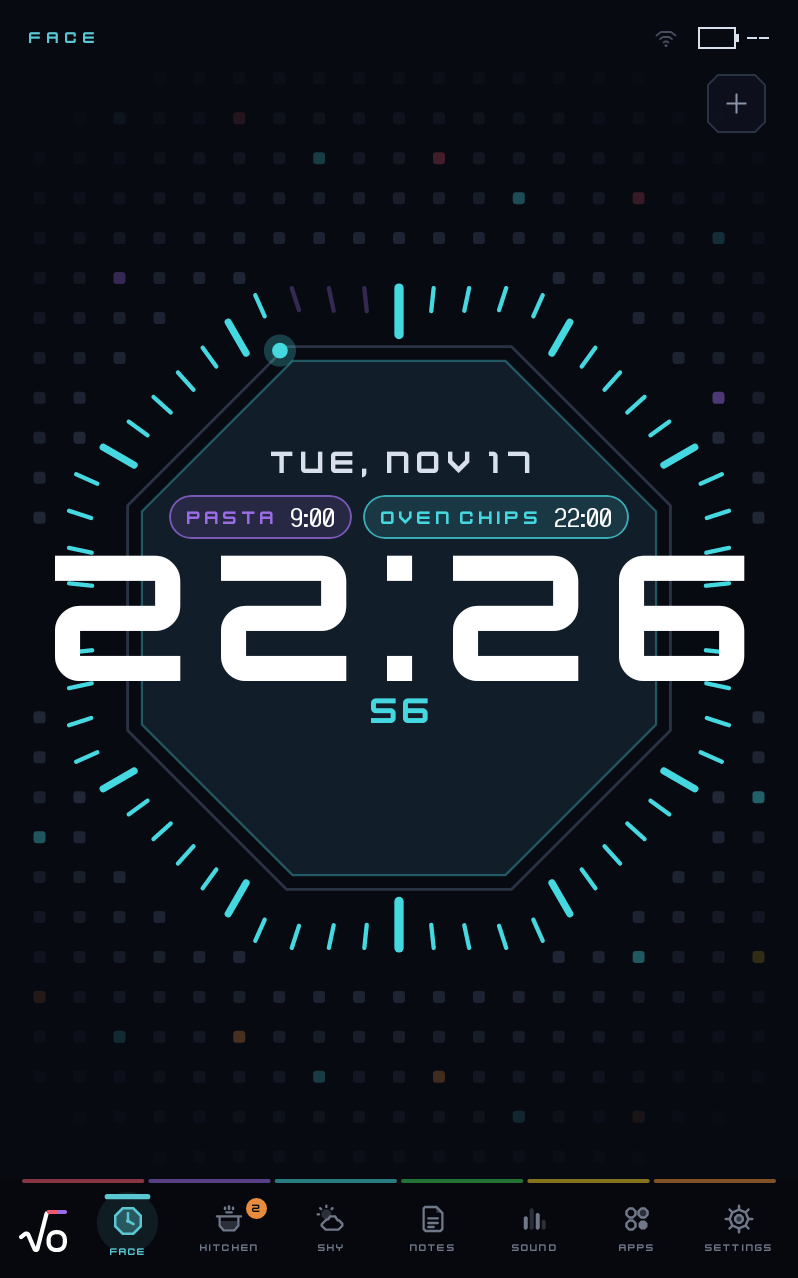 FACE --
TUE, NOV 17
PASTA 9:00 OVEN CHIPS 22:00
22:26
56
2
FACE KITCHEN SKY NOTES SOUND APPS SETTINGS